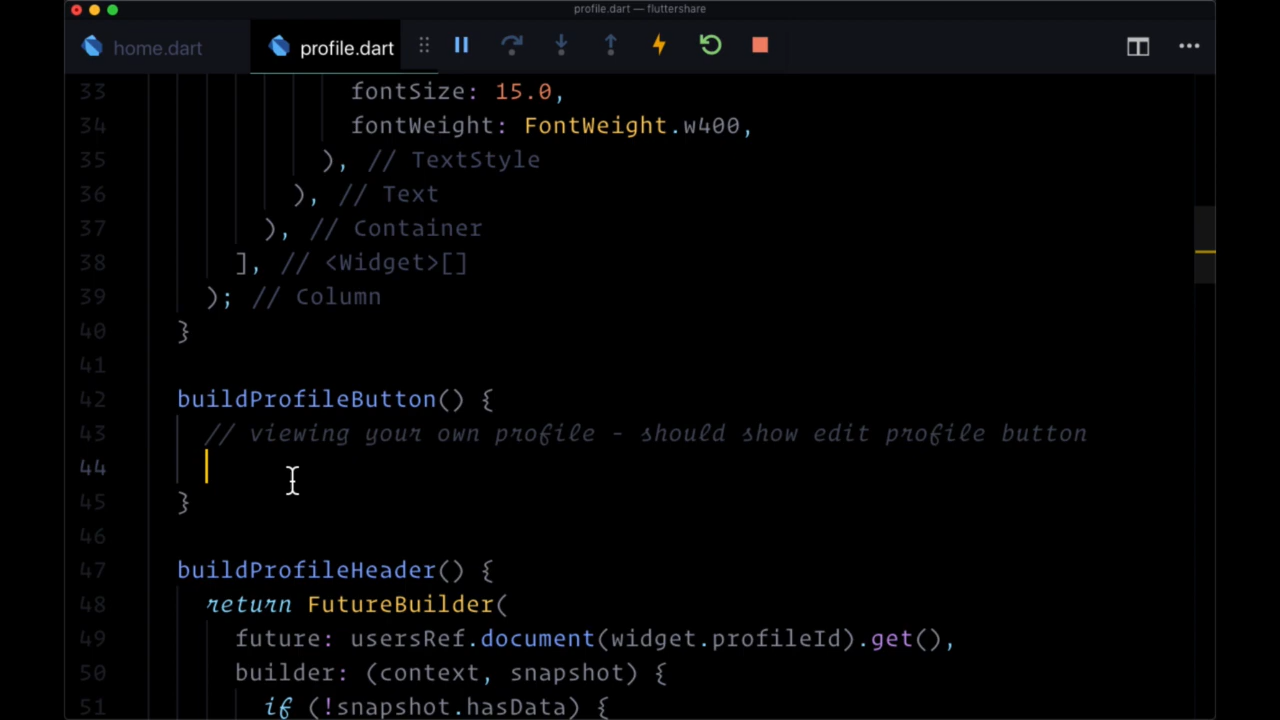 profile.dart — fluttershare
home.dart
profile.dart
33 fontSize: 15.0,
34 fontWeight: FontWeight.w400,
35 ), // TextStyle
36 ), // Text
37 ), // Container
38 ], // <Widget>[]
39 ); // Column
40 }
41
42 buildProfileButton() {
43 // viewing your own profile - should show edit profile button
44
45 }
46
47 buildProfileHeader() {
48 return FutureBuilder(
49 future: usersRef.document(widget.profileId).get(),
50 builder: (context, snapshot) {
51 if (!snapshot.hasData) {